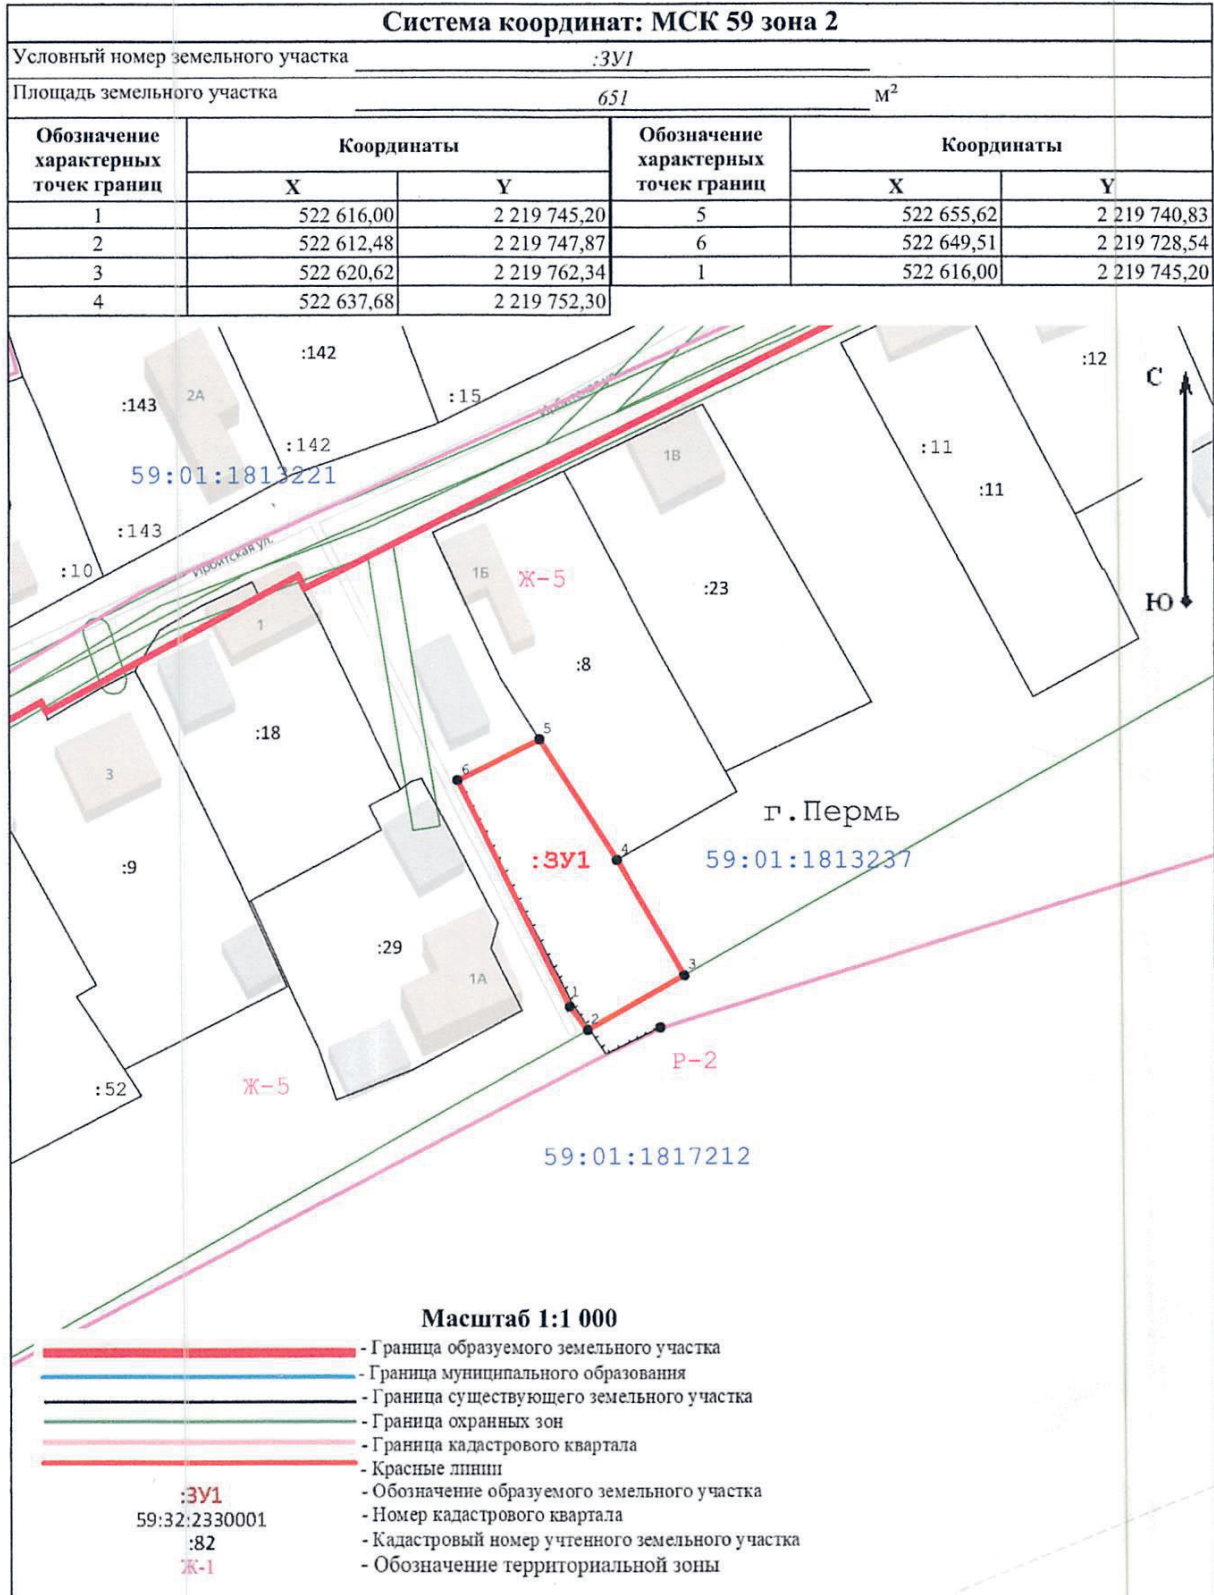 Система координат: МСК 59 зона 2
Условный номер земельного участка :ЗУ1
Площадь земельного участка 651 м²
Обозначение характерных точек границ Координаты Обозначение характерных точек границ Координаты
X Y X Y
1 522 616,00 2 219 745,20 5 522 655,62 2 219 740,83
2 522 612,48 2 219 747,87 6 522 649,51 2 219 728,54
3 522 620,62 2 219 762,34 1 522 616,00 2 219 745,20
4 522 637,68 2 219 752,30
:142
:12
С
:143
2А
:15
Ирбитская ул.
:142
:11
1В
59:01:1813221
:11
:143
Ирбитская ул.
:10
1Б
Ж-5
:23
Ю
1
:8
:18
5
3
6
г.Пермь
:9
:ЗУ1
4
59:01:1813237
:29
1А
3
1
2
Р-2
:52
Ж-5
59:01:1817212
Масштаб 1:1 000
- Граница образуемого земельного участка
- Граница муниципального образования
- Граница существующего земельного участка
- Граница охранных зон
- Граница кадастрового квартала
- Красные линии
:ЗУ1 - Обозначение образуемого земельного участка
59:32:2330001 - Номер кадастрового квартала
:82 - Кадастровый номер учтенного земельного участка
Ж-1 - Обозначение территориальной зоны